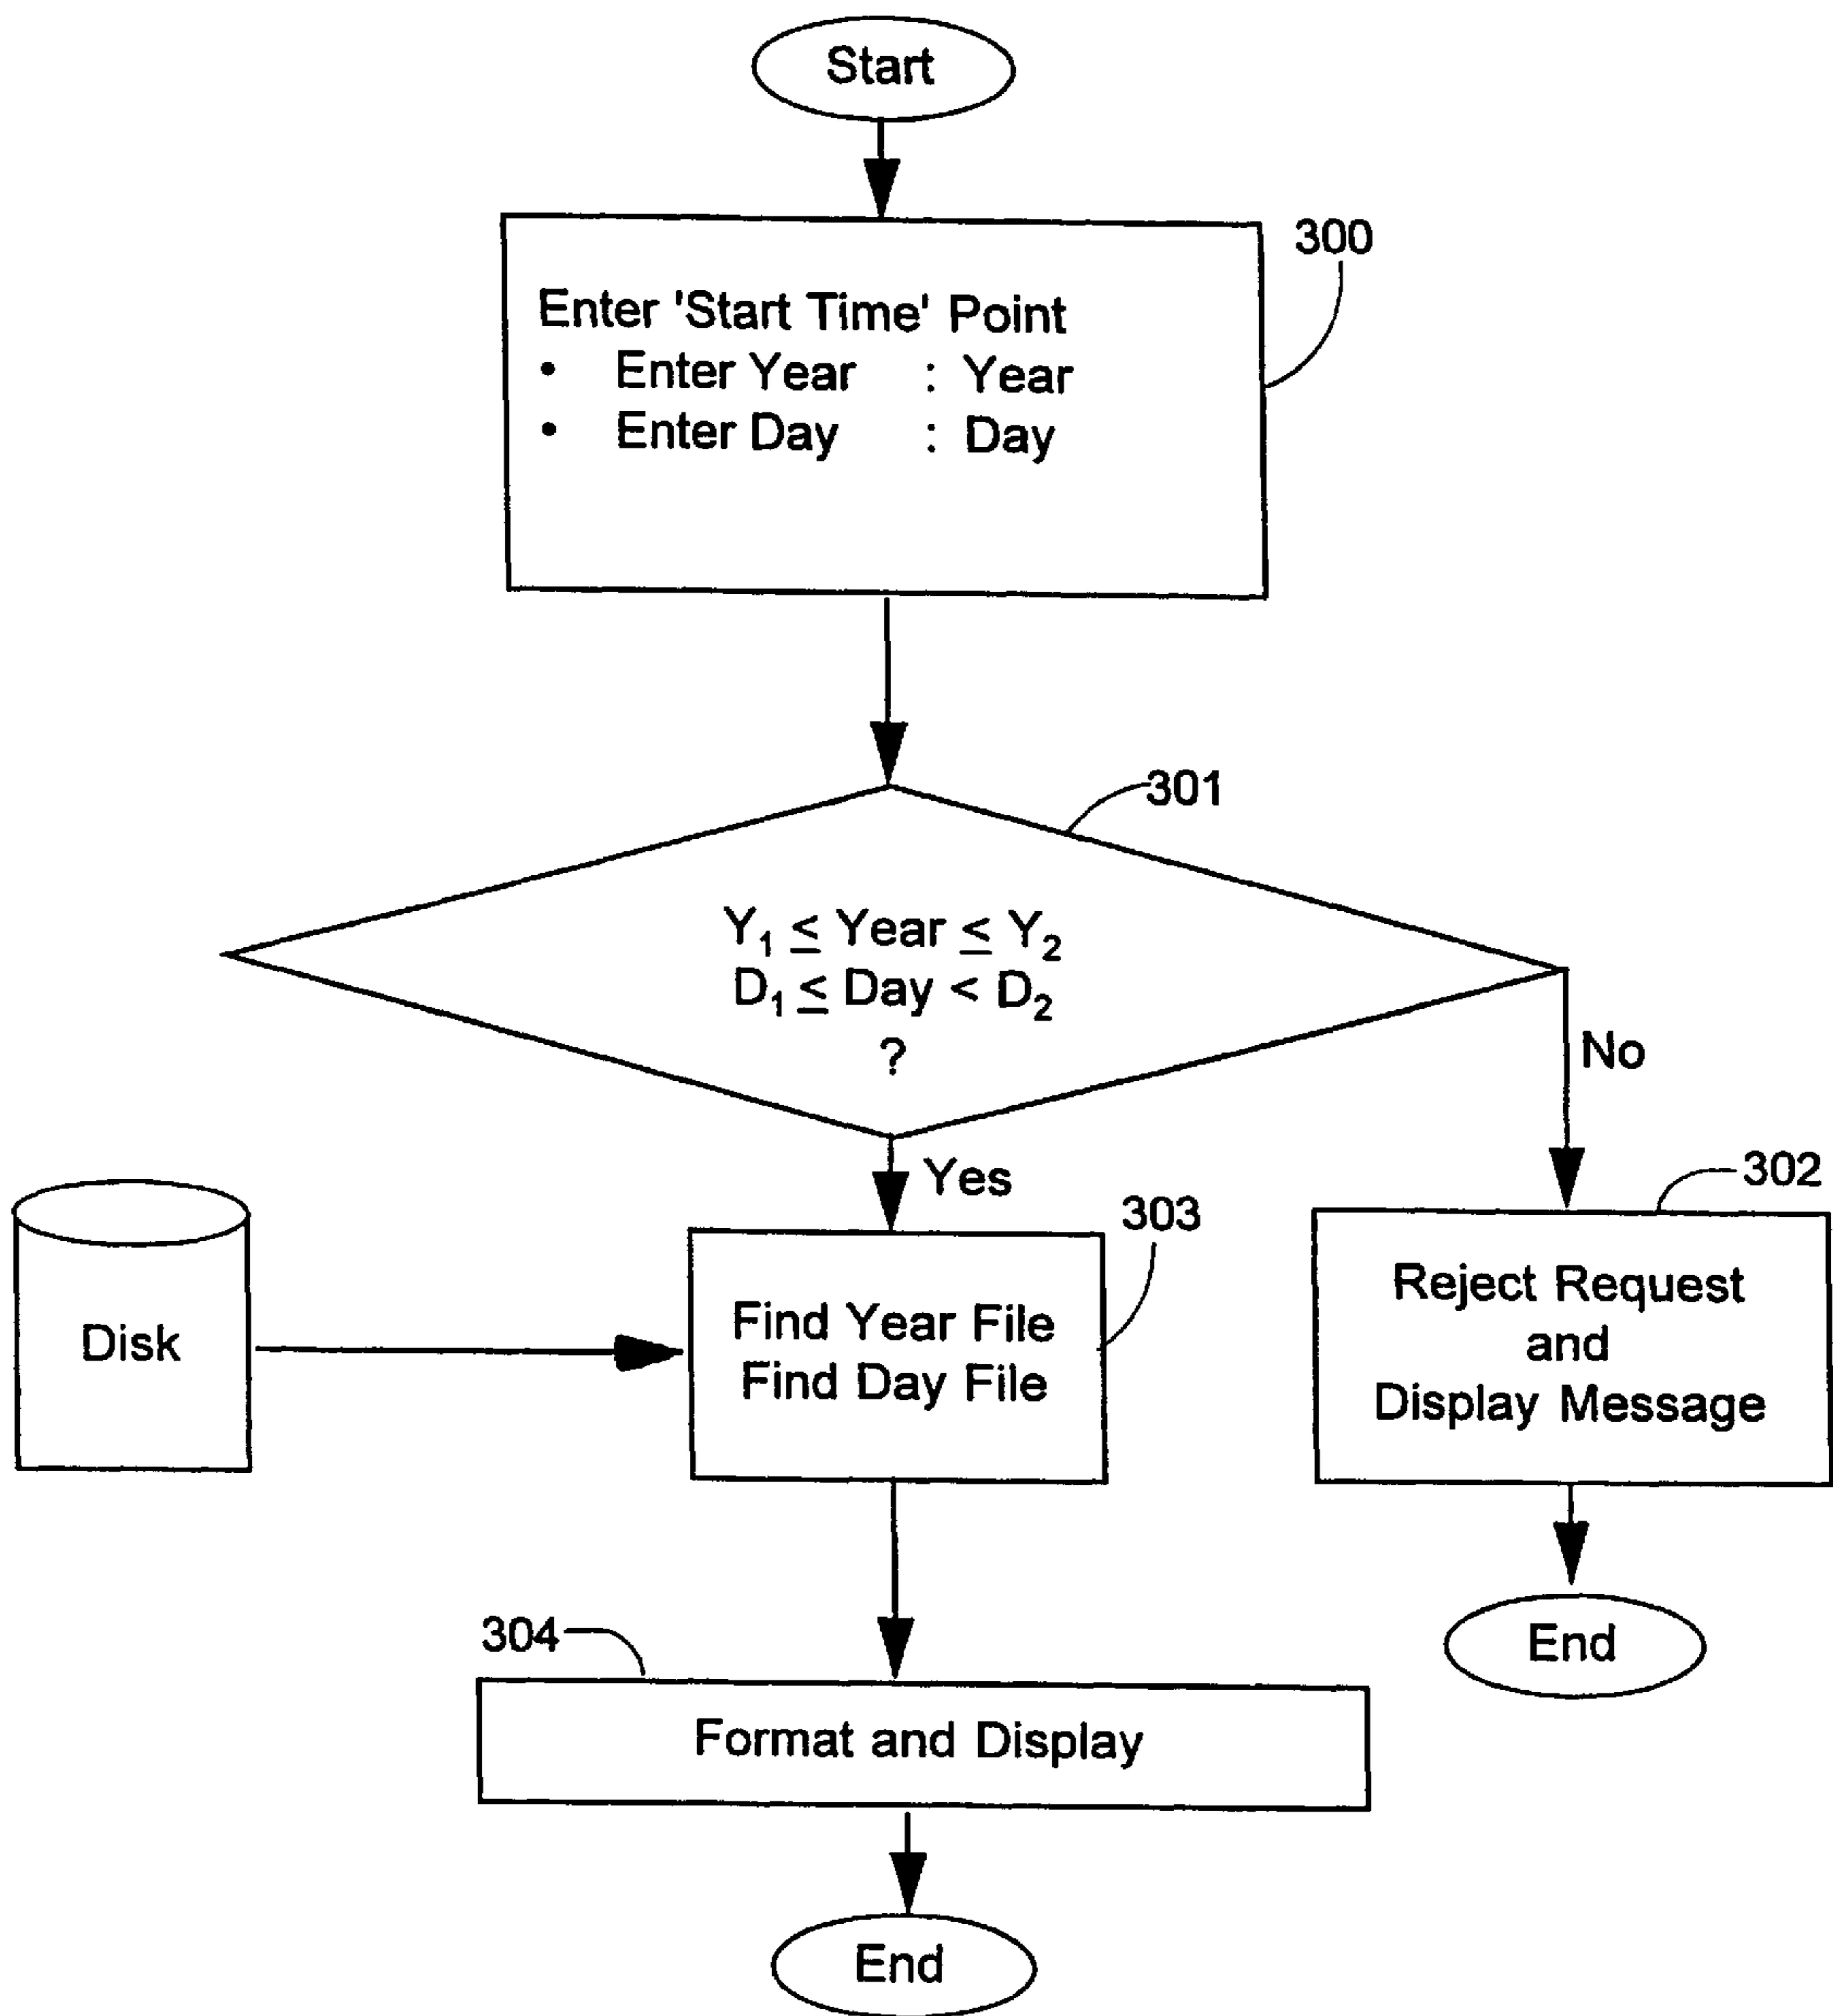 Start
300
Enter 'Start Time' Point
• Enter Year : Year
• Enter Day : Day
301
Y₁ ≤ Year ≤ Y₂
D₁ ≤ Day < D₂
?
No
Yes
302
303
Disk
Find Year File
Find Day File
Reject Request
and
Display Message
304
End
Format and Display
End